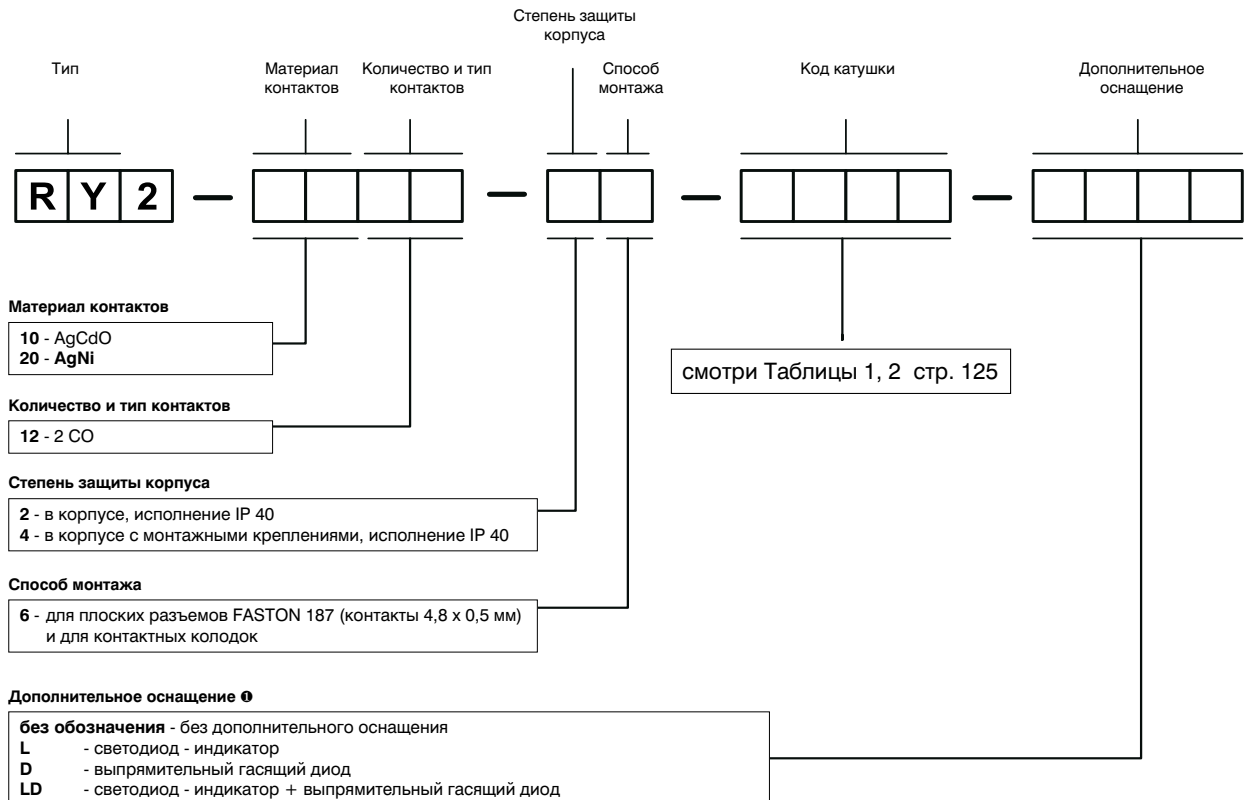 Степень защиты
корпуса
Тип
Материал
контактов
Количество и тип
контактов
Способ
монтажа
Код катушки
Дополнительное
оснащение
RY2 — — — —
Материал контактов
10 - AgCdO
20 - AgNi
смотри Таблицы 1, 2 стр. 125
Количество и тип контактов
12 - 2 CO
Степень защиты корпуса
2 - в корпусе, исполнение IP 40
4 - в корпусе с монтажными креплениями, исполнение IP 40
Способ монтажа
6 - для плоских разъемов FASTON 187 (контакты 4,8 x 0,5 мм)
и для контактных колодок
Дополнительное оснащение ❶
без обозначения - без дополнительного оснащения
L - светодиод - индикатор
D - выпрямительный гасящий диод
LD - светодиод - индикатор + выпрямительный гасящий диод